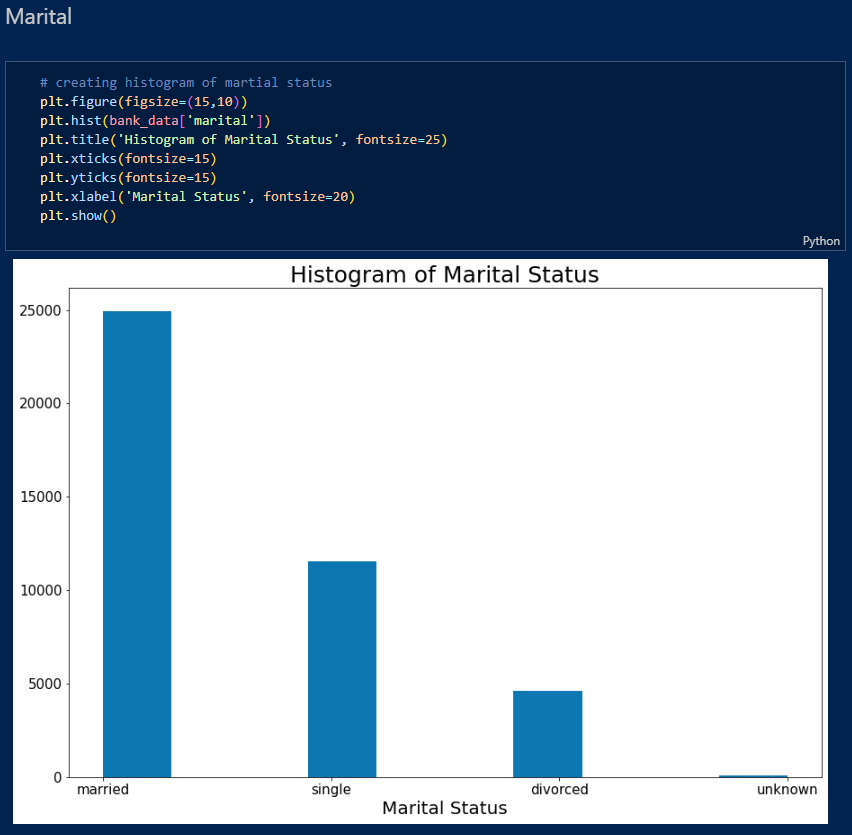 Marital
# creating histogram of martial status
plt.figure(figsize=(15,10))
plt.hist(bank_data['marital'])
plt.title('Histogram of Marital Status', fontsize=25)
plt.xticks(fontsize=15)
plt.yticks(fontsize=15)
plt.xlabel('Marital Status', fontsize=20)
plt.show()
Python
Histogram of Marital Status
25000
20000
15000
10000
5000
0
married single divorced unknown
Marital Status